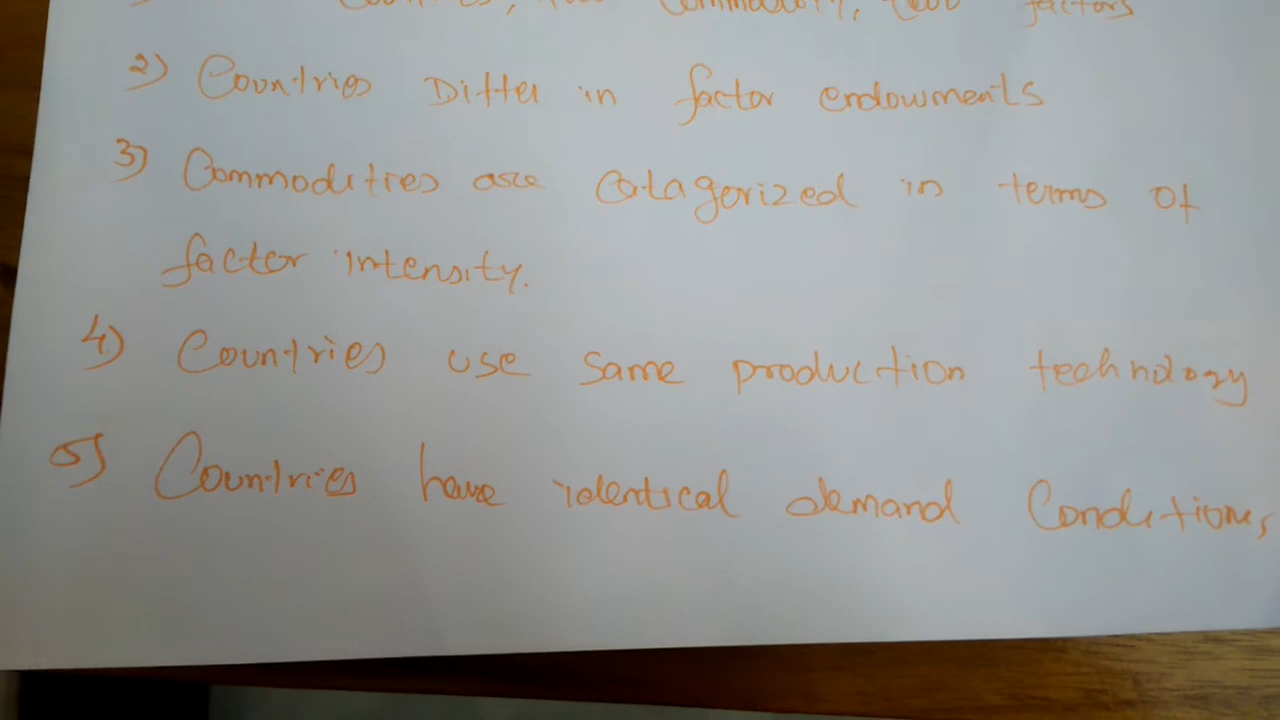 factors
2) Countries Differ in factor endowments
3) Commodities are Catagorized in terms of
factor intensity.
4) Countries use same production technology
5) Countries have identical demand Conditions,